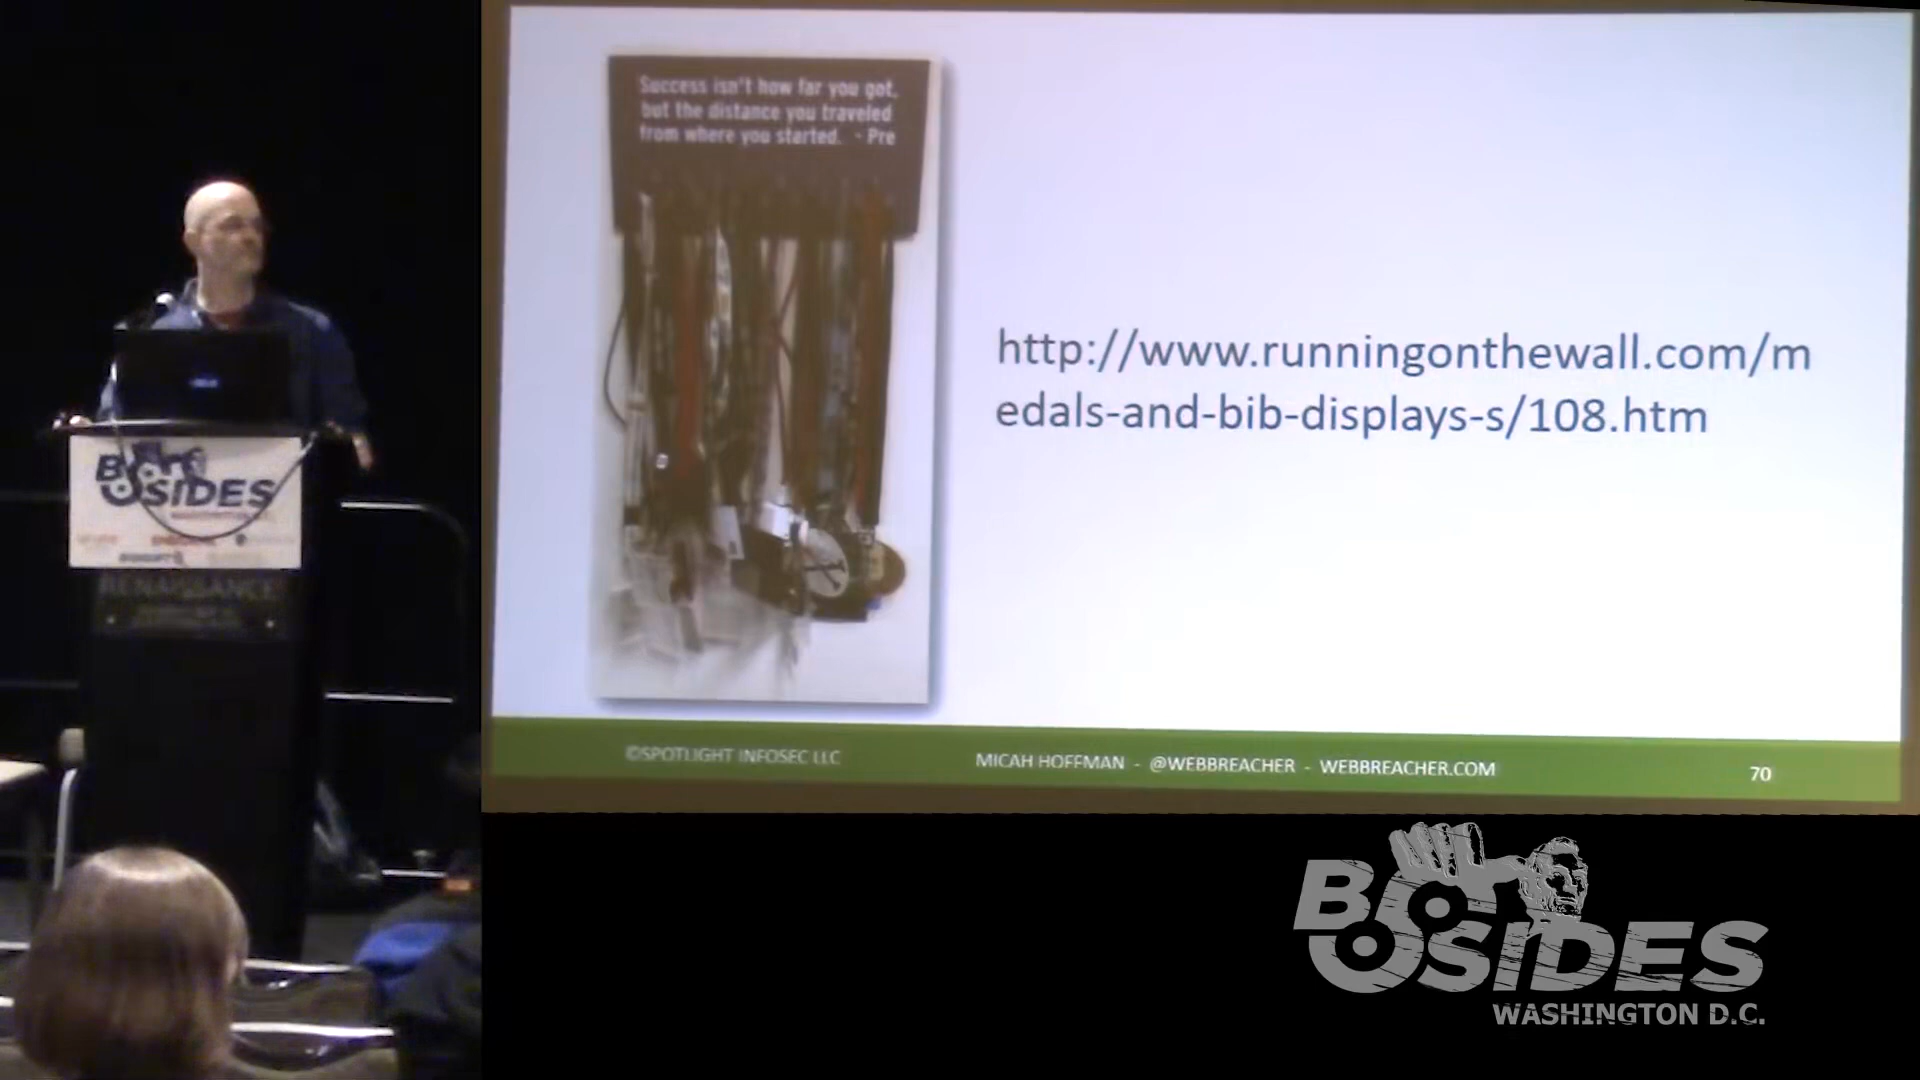 Success isn't how far you got,
but the distance you traveled
from where you started. - Pre
http://www.runningonthewall.com/m
edals-and-bib-displays-s/108.htm
©SPOTLIGHT INFOSEC LLC
MICAH HOFFMAN - @WEBBREACHER - WEBBREACHER.COM
70
BSIDES
RENAISSANCE
BSIDES
WASHINGTON D.C.